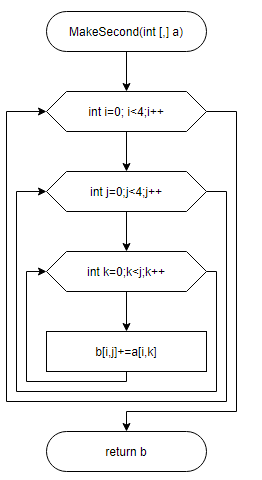 MakeSecond(int [,] a)
int i=0; i<4;i++
int j=0;j<4;j++
int k=0;k<j;k++
b[i,j]+=a[i,k]
return b